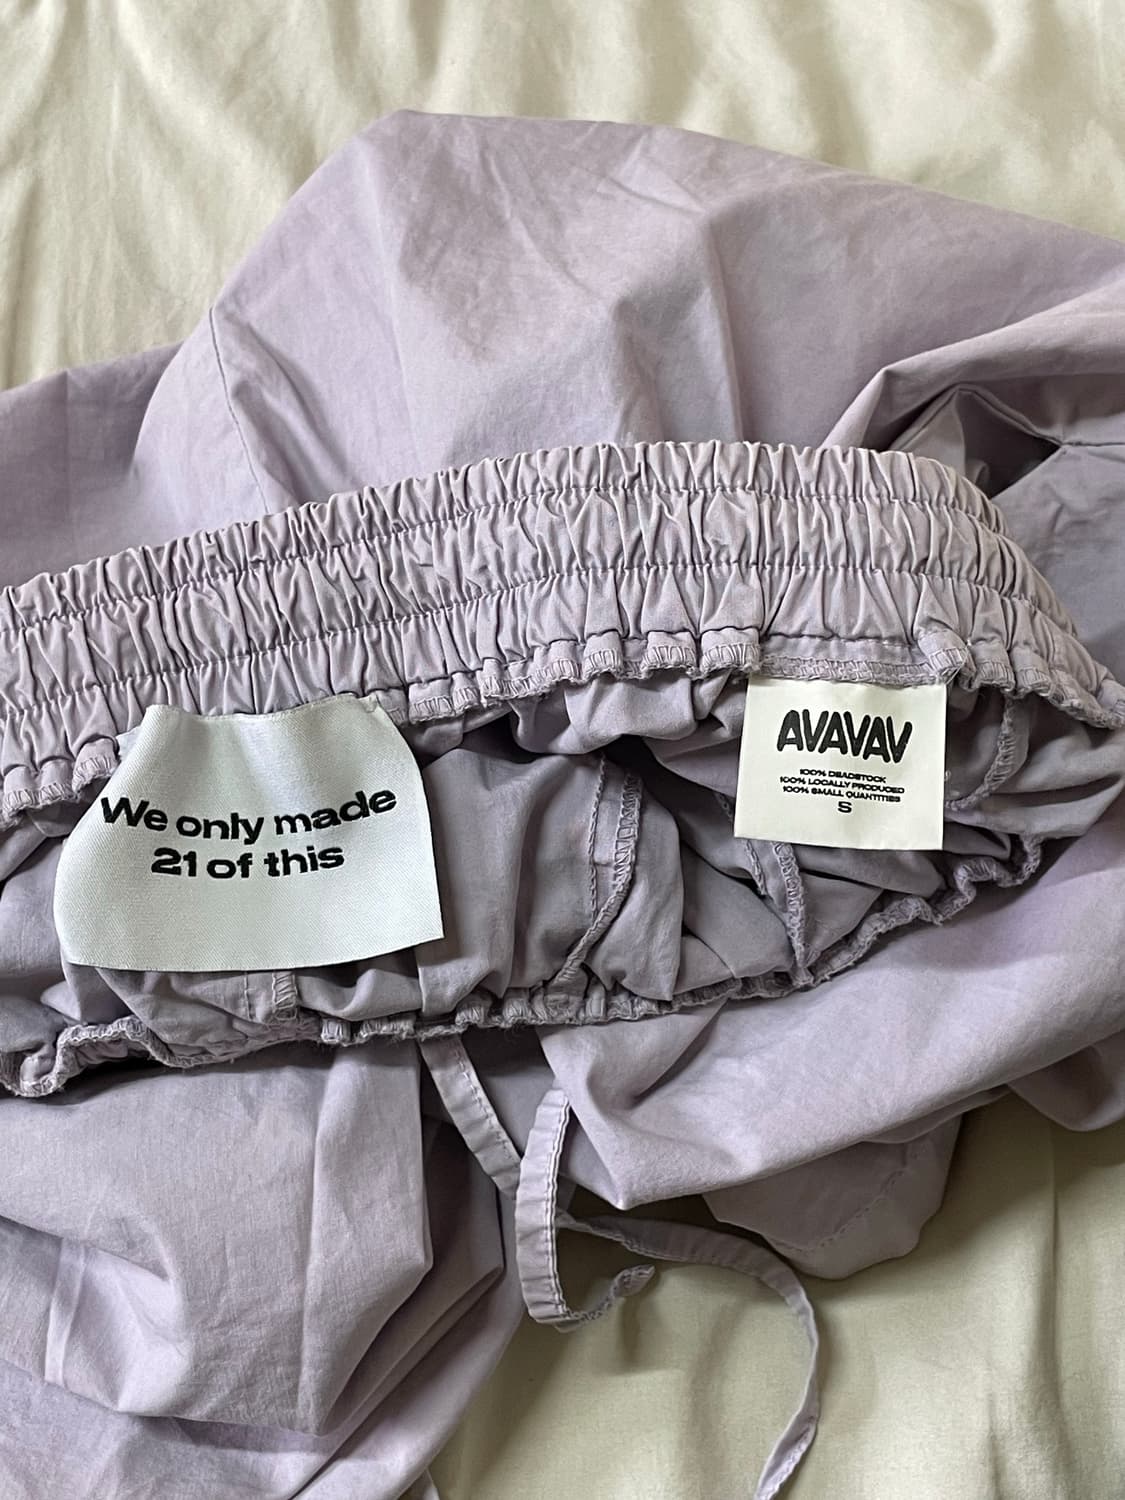 We only made
21 of this
AVAVAV
100% DEADSTOCK
100% LOCALLY PRODUCED
100% SMALL QUANTITIES
S